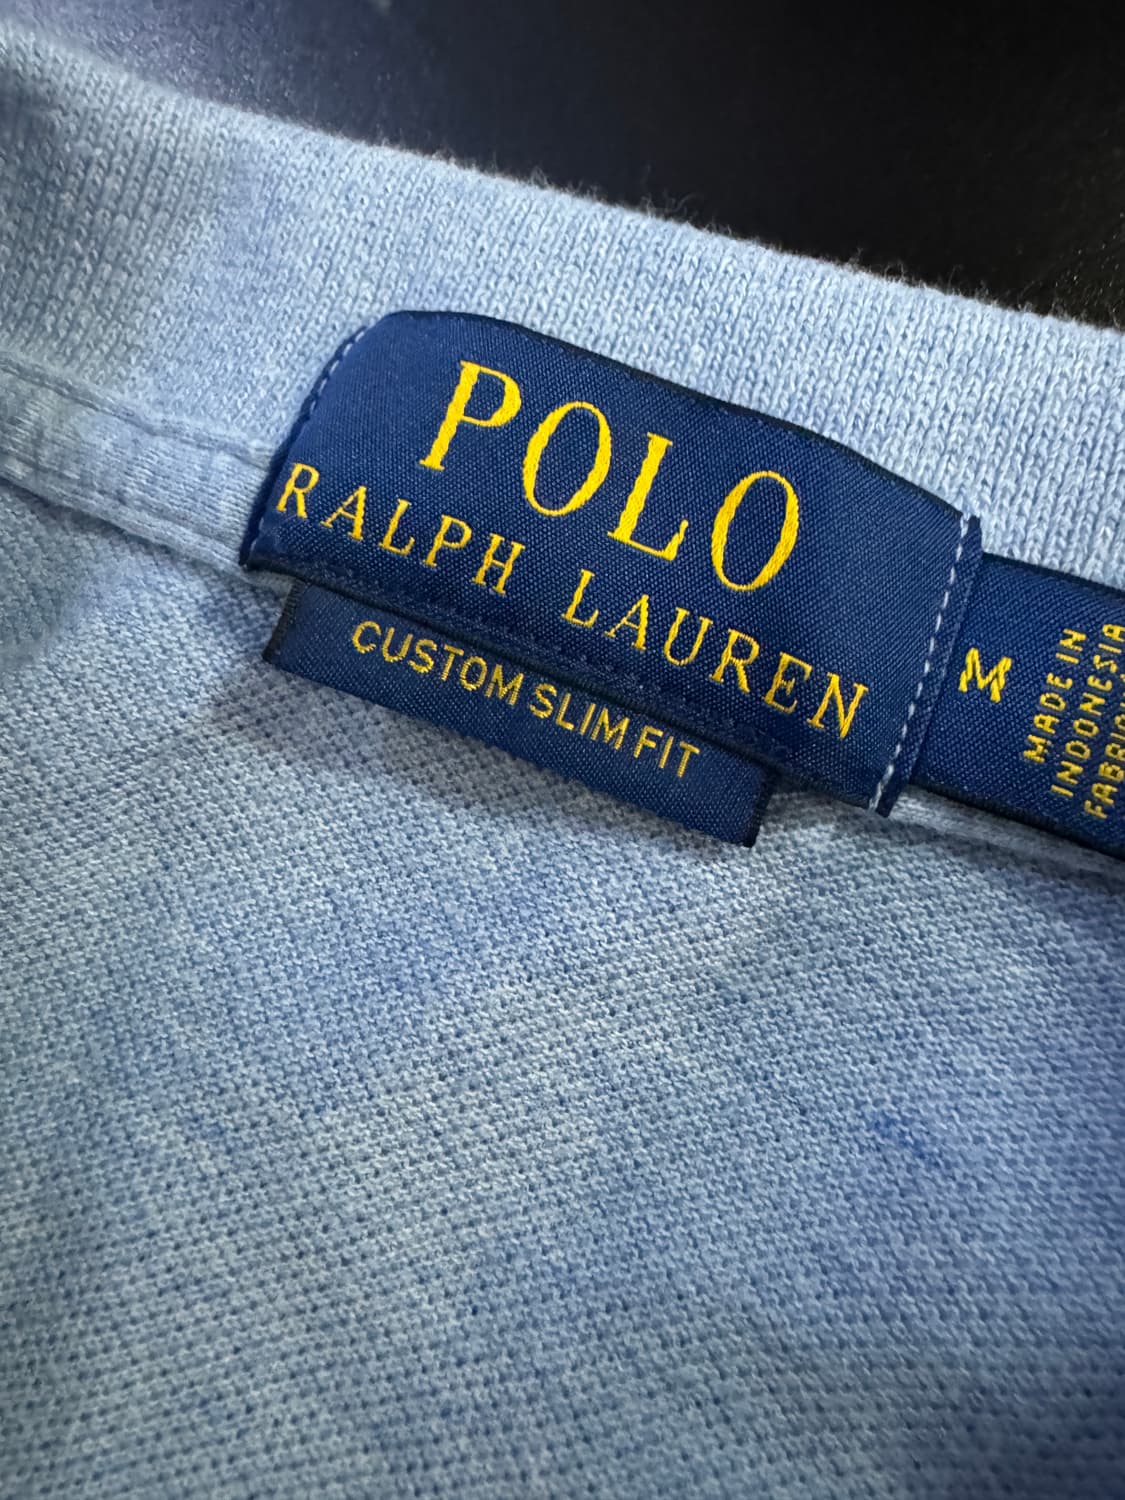 POLO
RALPH LAUREN
CUSTOM SLIM FIT
M
MADE IN
INDONESIA